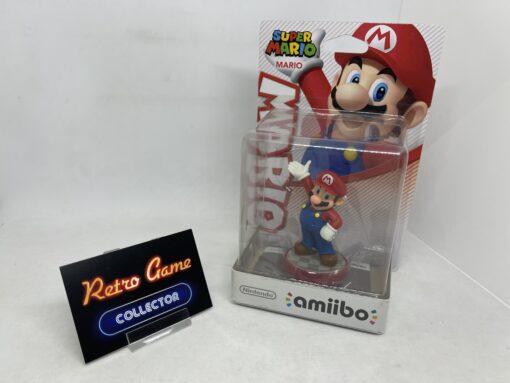 SUPER
MARIO
MARIO
M
MARIO
M
Nintendo
amiibo
Retro Game
COLLECTOR